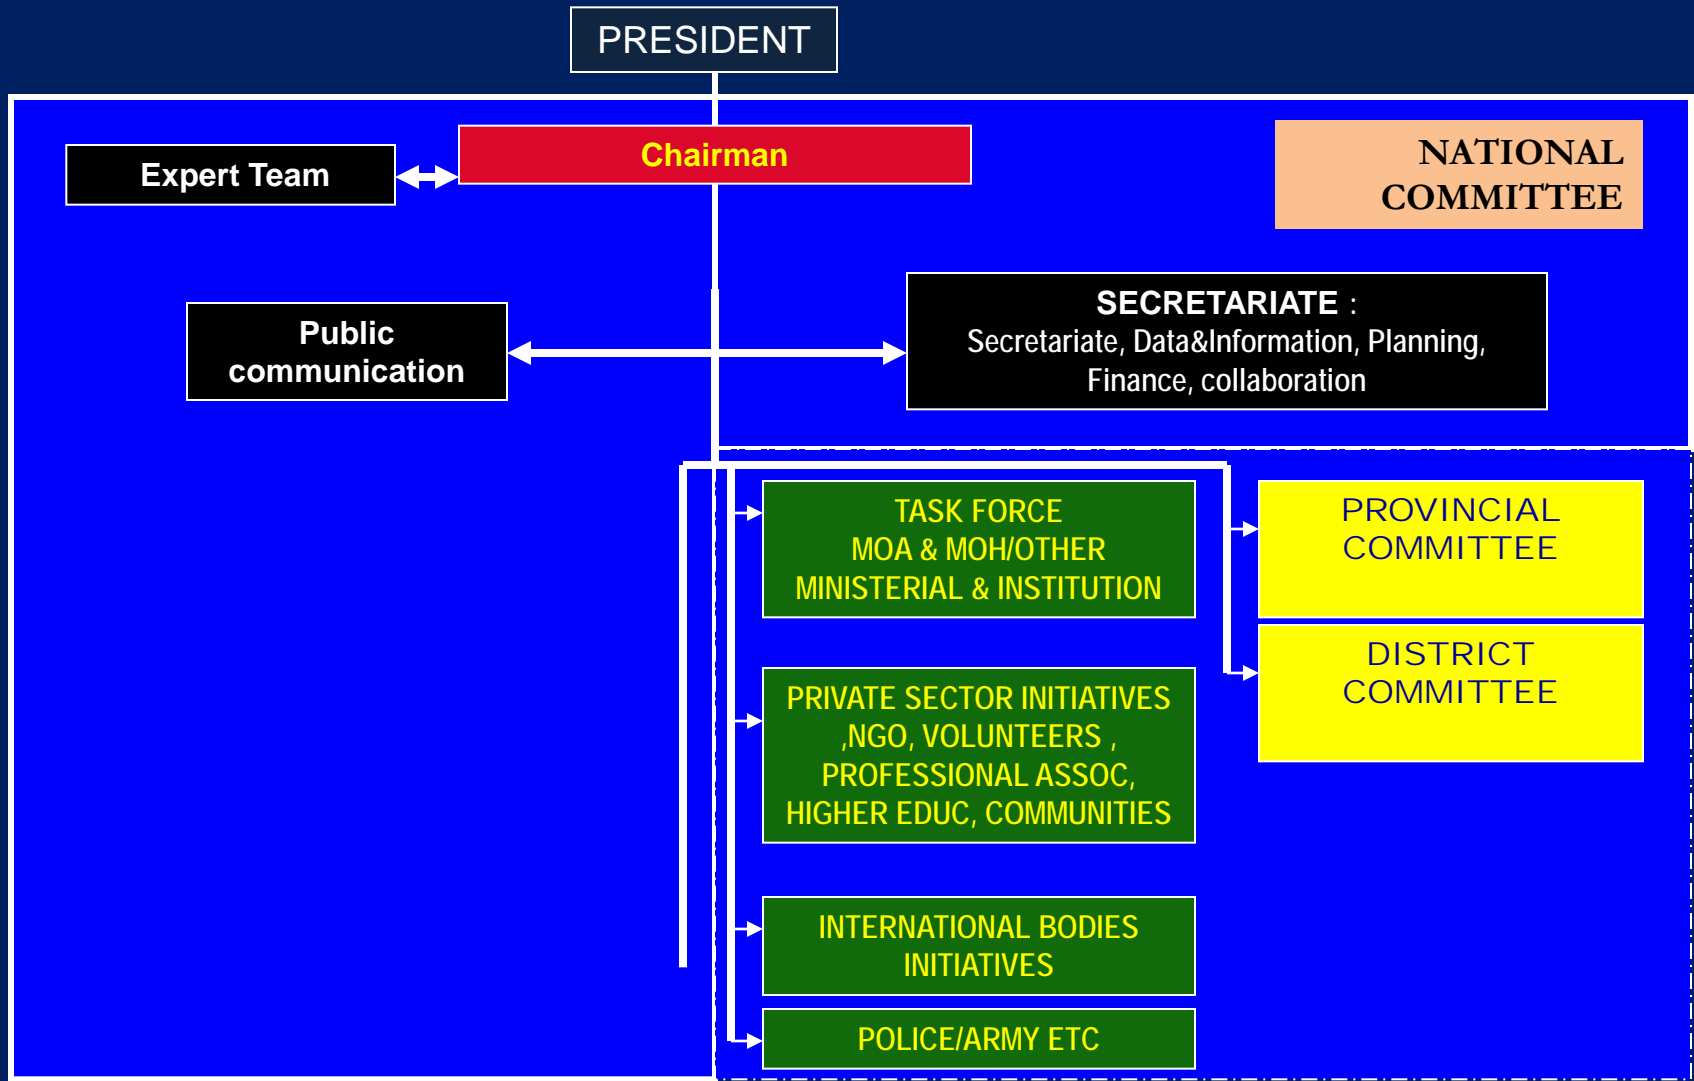 PRESIDENT
Chairman
Expert Team
NATIONAL
COMMITTEE
Public
communication
SECRETARIATE :
Secretariate, Data&Information, Planning,
Finance, collaboration
TASK FORCE
MOA & MOH/OTHER
MINISTERIAL & INSTITUTION
PROVINCIAL
COMMITTEE
DISTRICT
COMMITTEE
PRIVATE SECTOR INITIATIVES
,NGO, VOLUNTEERS ,
PROFESSIONAL ASSOC,
HIGHER EDUC, COMMUNITIES
INTERNATIONAL BODIES
INITIATIVES
POLICE/ARMY ETC